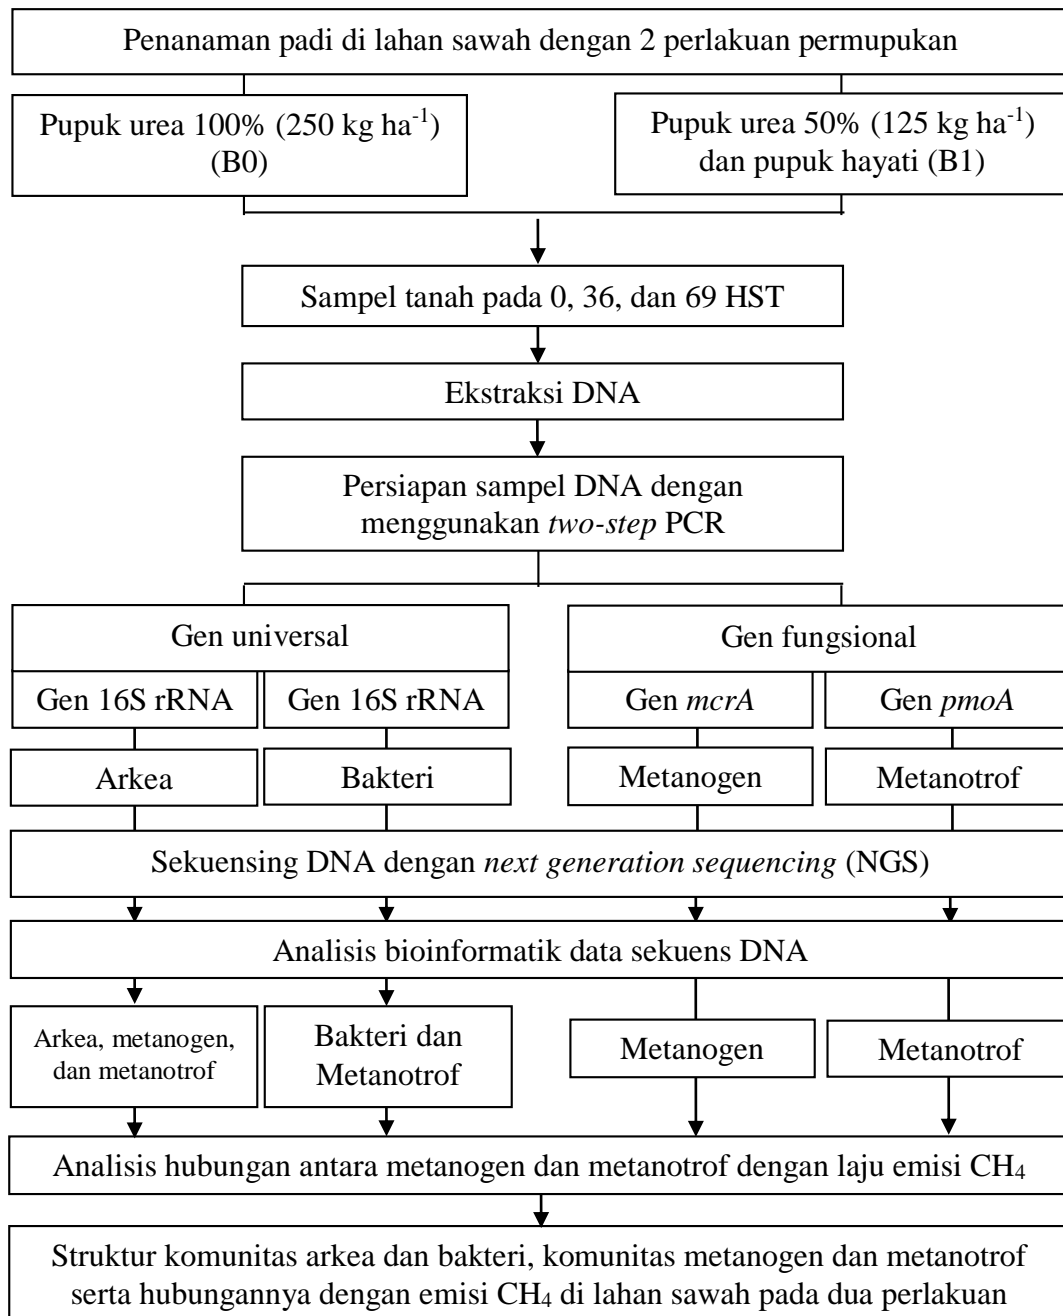 Penanaman padi di lahan sawah dengan 2 perlakuan permupukan
Pupuk urea 100% (250 kg ha⁻¹)
(B0)
Pupuk urea 50% (125 kg ha⁻¹)
dan pupuk hayati (B1)
Sampel tanah pada 0, 36, dan 69 HST
Ekstraksi DNA
Persiapan sampel DNA dengan
menggunakan two-step PCR
Gen universal
Gen fungsional
Gen 16S rRNA
Gen 16S rRNA
Gen mcrA
Gen pmoA
Arkea
Bakteri
Metanogen
Metanotrof
Sekuensing DNA dengan next generation sequencing (NGS)
Analisis bioinformatik data sekuens DNA
Arkea, metanogen,
dan metanotrof
Bakteri dan
Metanotrof
Metanogen
Metanotrof
Analisis hubungan antara metanogen dan metanotrof dengan laju emisi CH₄
Struktur komunitas arkea dan bakteri, komunitas metanogen dan metanotrof
serta hubungannya dengan emisi CH₄ di lahan sawah pada dua perlakuan